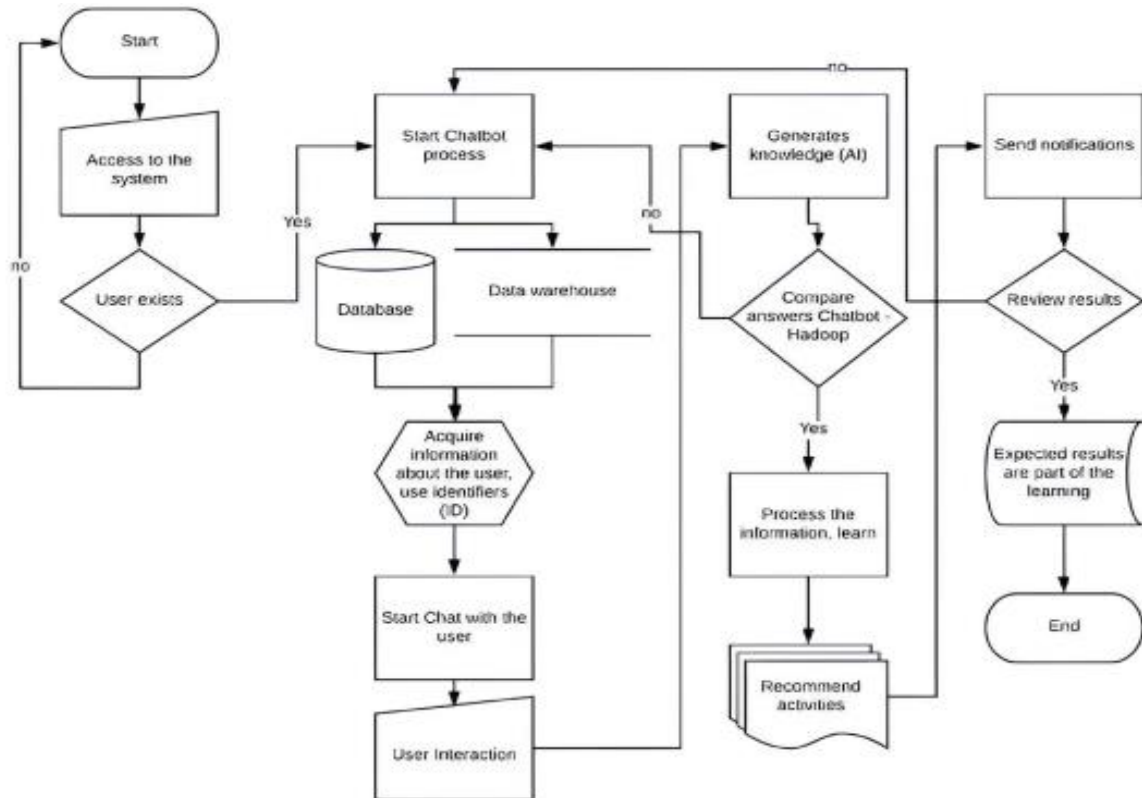 Start
Access to the
system
User exists
no
Yes
Start Chatbot
process
Database
Data warehouse
Acquire
information
about the user,
use identifiers
(ID)
Start Chat with the
user
User Interaction
no
no
Generates
knowledge (AI)
Compare
answers Chatbot -
Hadoop
Yes
Process the
information, learn
Recommend
activities
Send notifications
Review results
Yes
Expected results
are part of the
learning
End